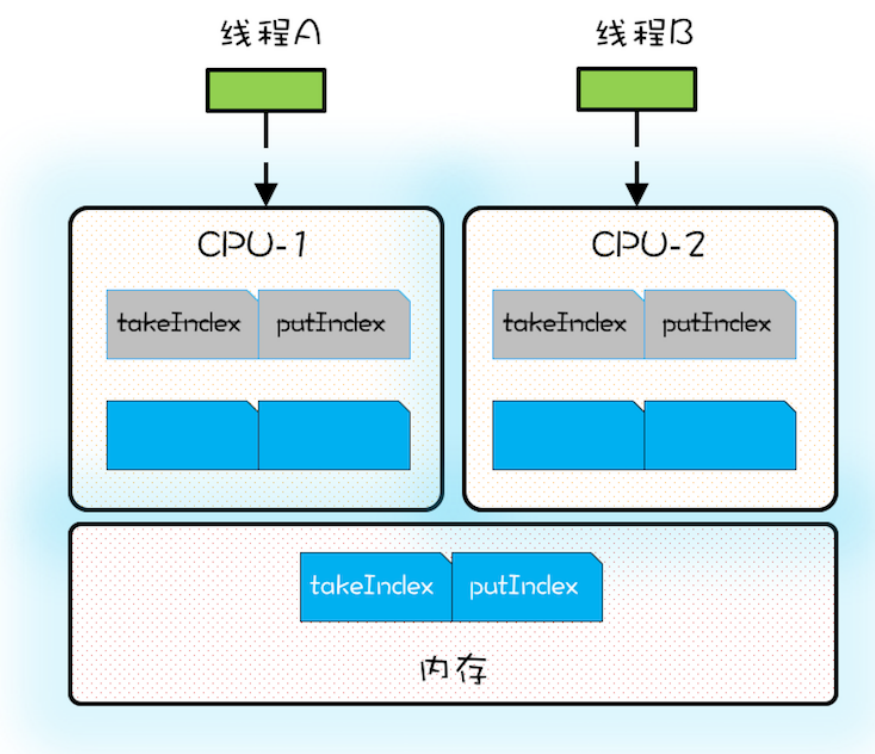 线程A 线程B
CPU-1 CPU-2
takeIndex putIndex takeIndex putIndex
takeIndex putIndex
内存